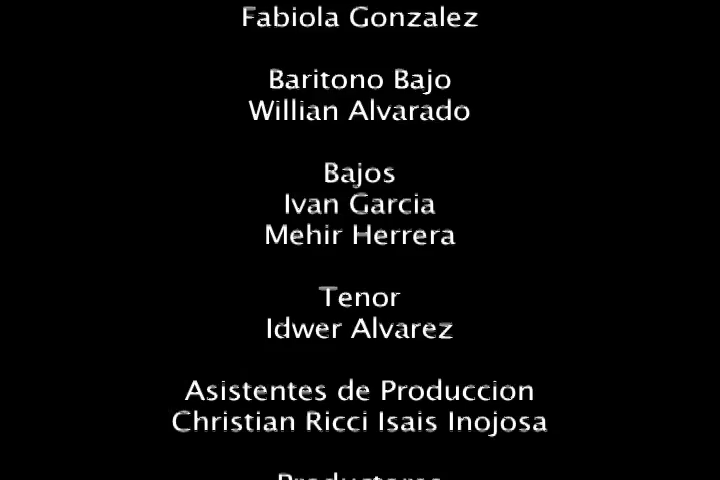 Fabiola Gonzalez
Baritono Bajo
Willian Alvarado
Bajos
Ivan Garcia
Mehir Herrera
Tenor
Idwer Alvarez
Asistentes de Produccion
Christian Ricci Isais Inojosa